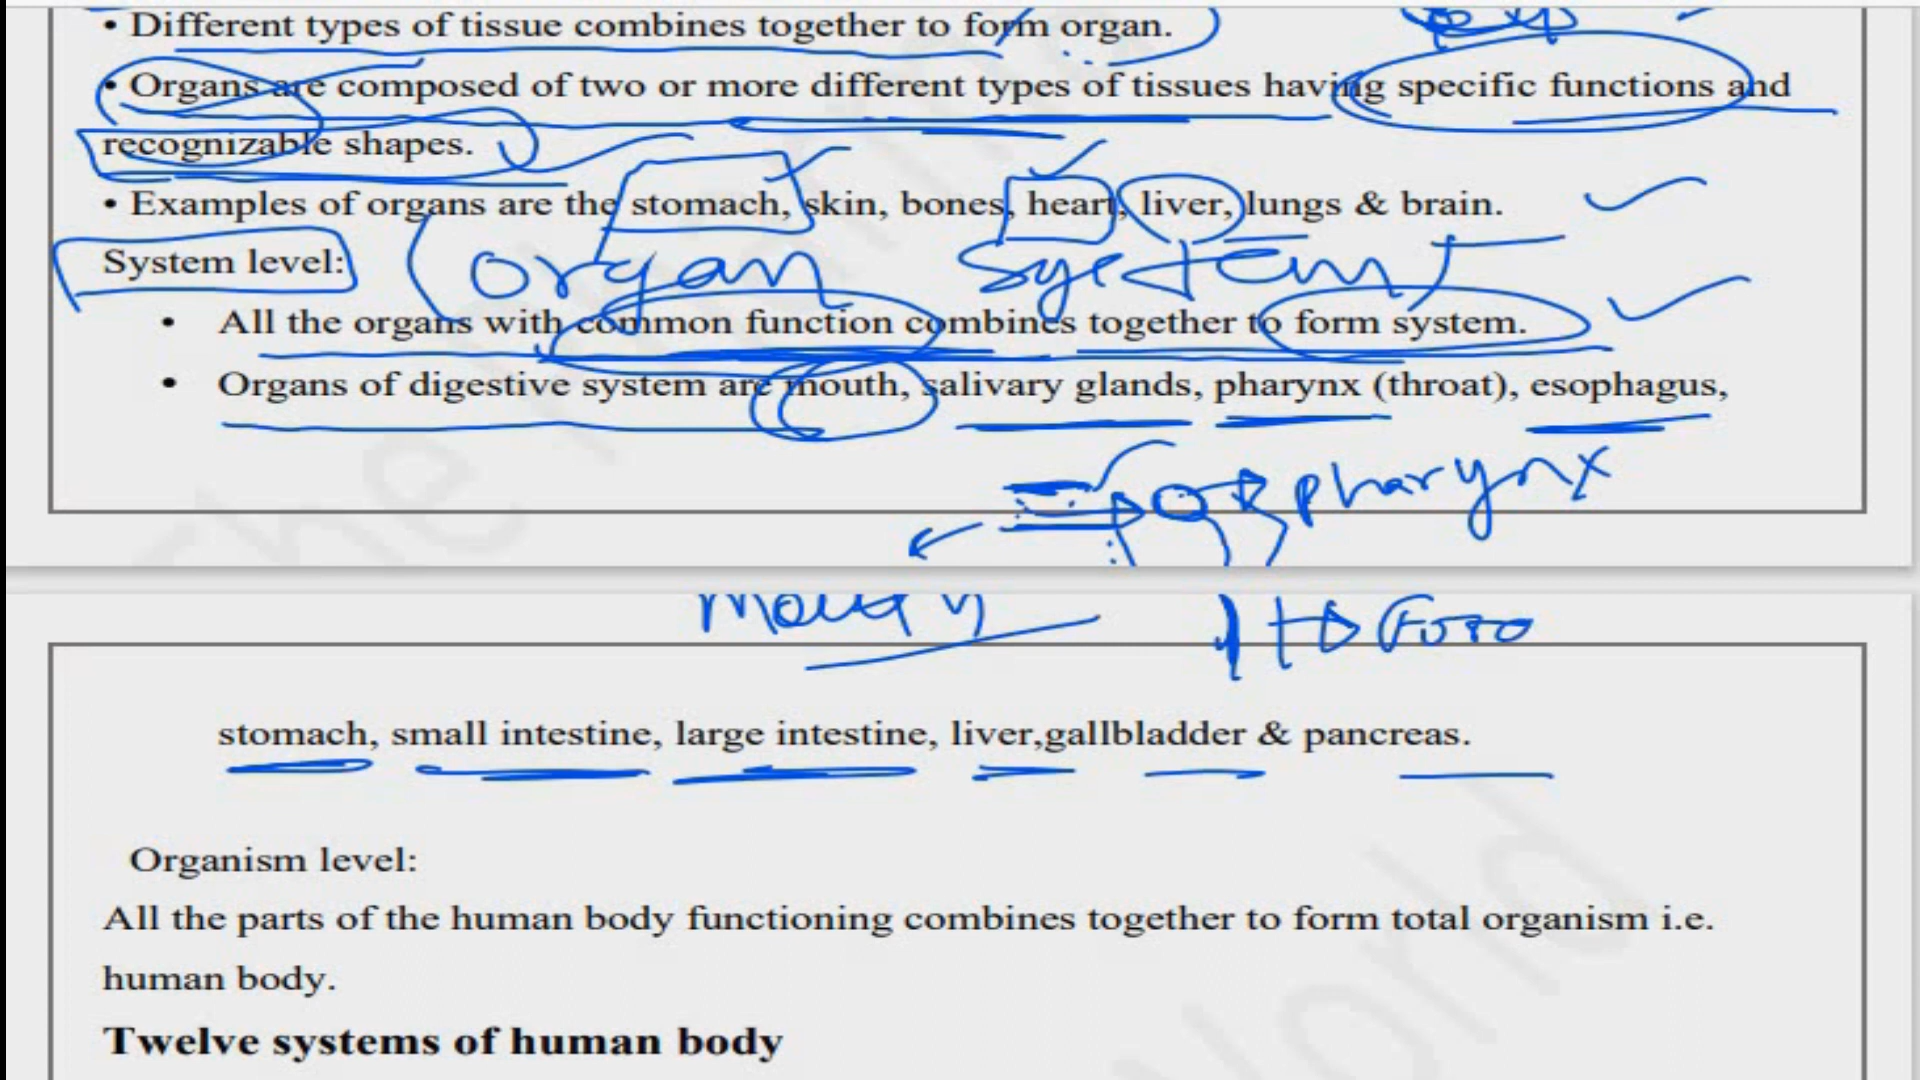 • Different types of tissue combines together to form organ.
• Organs are composed of two or more different types of tissues having specific functions and
recognizable shapes.
• Examples of organs are the stomach, skin, bones, heart, liver, lungs & brain.
System level:
organ system
• All the organs with common function combines together to form system.
• Organs of digestive system are mouth, salivary glands, pharynx (throat), esophagus,
pharynx
Mouth
stomach, small intestine, large intestine, liver,gallbladder & pancreas.
Organism level:
All the parts of the human body functioning combines together to form total organism i.e.
human body.
Twelve systems of human body